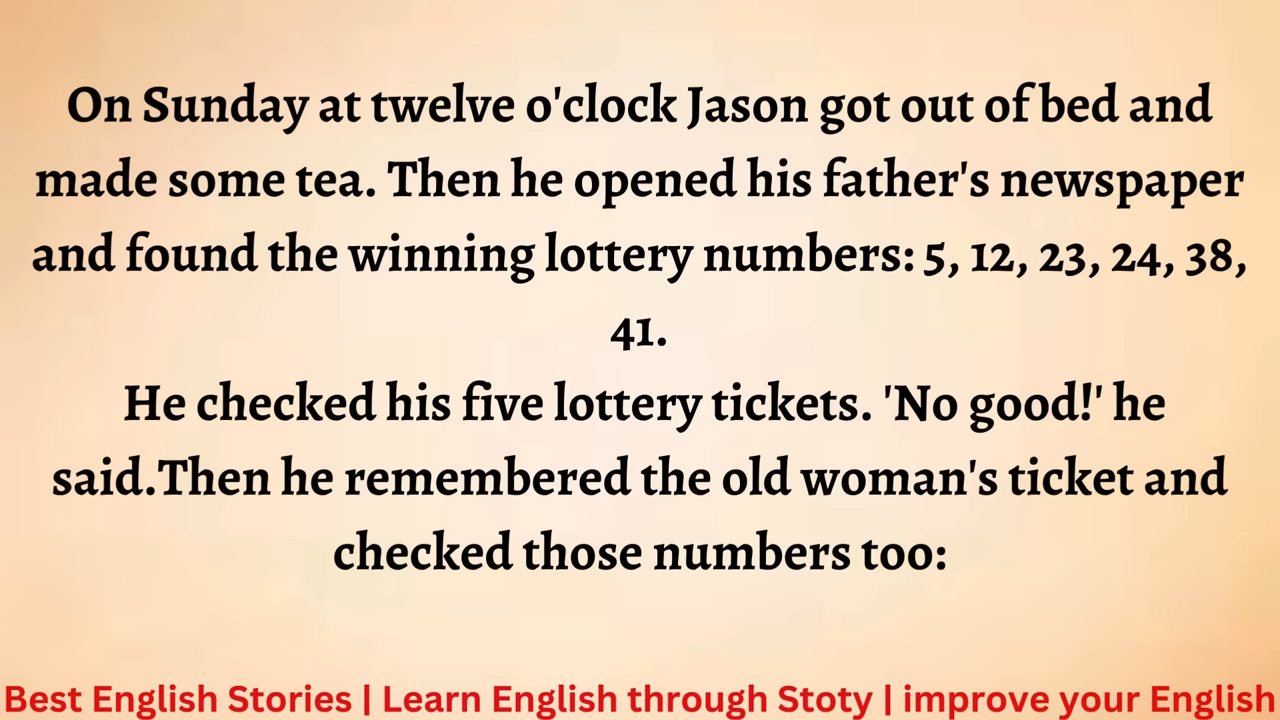 On Sunday at twelve o'clock Jason got out of bed and
made some tea. Then he opened his father's newspaper
and found the winning lottery numbers: 5, 12, 23, 24, 38,
41.
He checked his five lottery tickets. 'No good!' he
said.Then he remembered the old woman's ticket and
checked those numbers too:
Best English Stories | Learn English through Stoty | improve your English